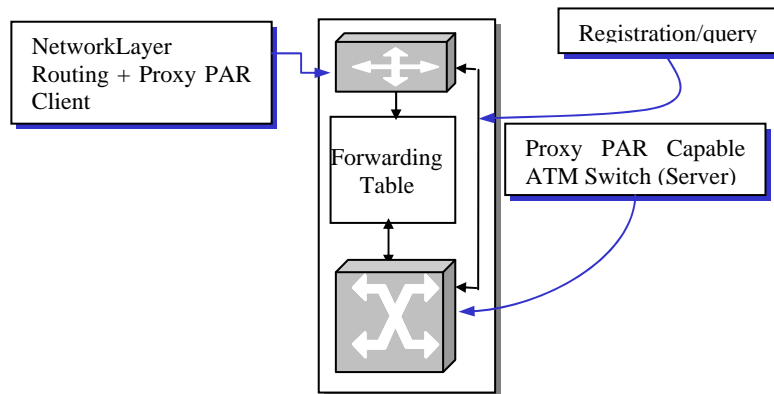 NetworkLayer
Routing + Proxy PAR
Client
Registration/query
Forwarding
Table
Proxy PAR Capable
ATM Switch (Server)